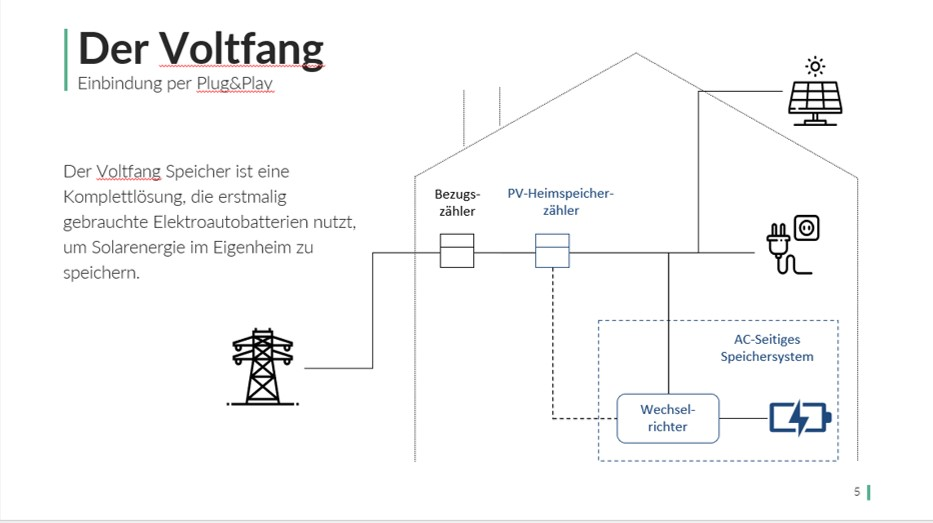 Der Voltfang
Einbindung per Plug&Play
Der Voltfang Speicher ist eine
Komplettlösung, die erstmalig
gebrauchte Elektroautobatterien nutzt,
um Solarenergie im Eigenheim zu
speichern.
Bezugs-
zähler
PV-Heimspeicher-
zähler
AC-Seitiges
Speichersystem
Wechsel-
richter
5